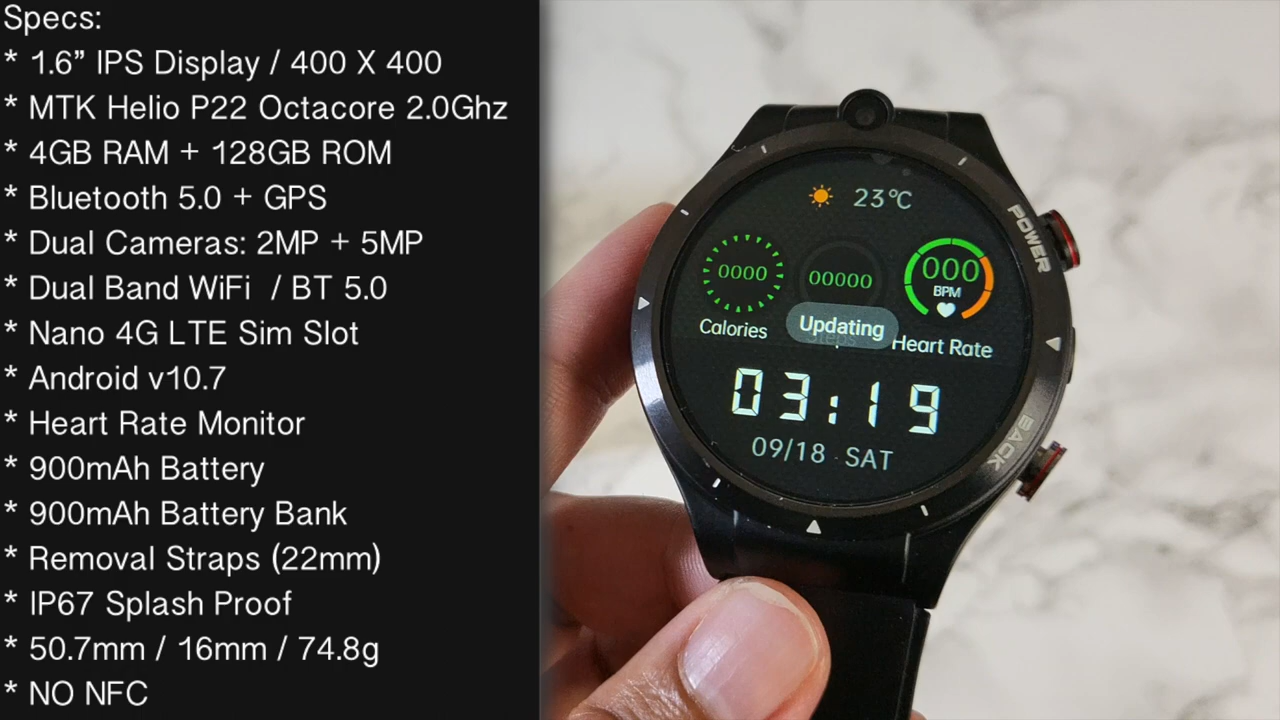 Specs:
* 1.6” IPS Display / 400 X 400
* MTK Helio P22 Octacore 2.0Ghz
* 4GB RAM + 128GB ROM
* Bluetooth 5.0 + GPS
* Dual Cameras: 2MP + 5MP
* Dual Band WiFi  / BT 5.0
* Nano 4G LTE Sim Slot
* Android v10.7
* Heart Rate Monitor
* 900mAh Battery
* 900mAh Battery Bank
* Removal Straps (22mm)
* IP67 Splash Proof
* 50.7mm / 16mm / 74.8g
* NO NFC
23°C
POWER
0000
00000
000
BPM
Calories
Updating
Steps
Heart Rate
03:19
09/18 · SAT
BACK